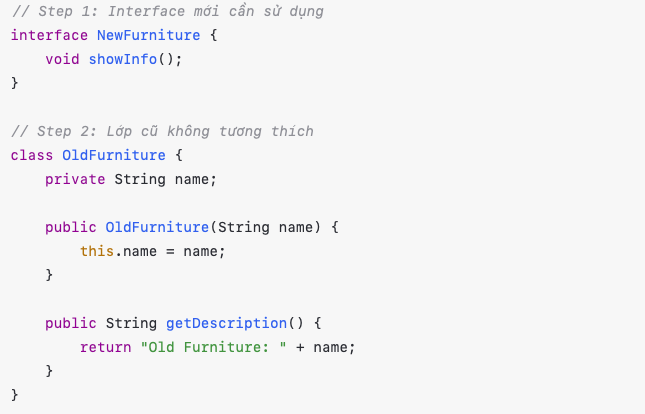 // Step 1: Interface mới cần sử dụng
interface NewFurniture {
    void showInfo();
}

// Step 2: Lớp cũ không tương thích
class OldFurniture {
    private String name;

    public OldFurniture(String name) {
        this.name = name;
    }

    public String getDescription() {
        return "Old Furniture: " + name;
    }
}